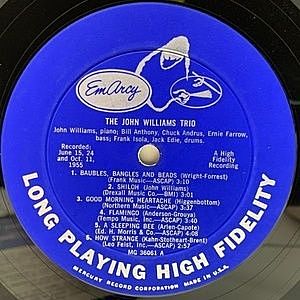 EmArcy
THE JOHN WILLIAMS TRIO
John Williams, piano; Bill Anthony, Chuck Andrus, Ernie Farrow,
bass; Frank Isola, Jack Edie, drums.
Recorded:
June 15, 24
and Oct. 11,
1955
A High
Fidelity
Recording
1. BAUBLES, BANGLES AND BEADS (Wright-Forrest)
(Frank Music—ASCAP) 3:10
2. SHILOH (John Williams)
(Drexall Music Co.—BMI) 3:01
3. GOOD MORNING HEARTACHE (Higgenbottom)
(Northern Music—ASCAP) 3:37
4. FLAMINGO (Anderson-Grouya)
(Tempo Music, Inc.—ASCAP) 3:40
5. A SLEEPING BEE (Arlen-Capote)
(Ed. H. Morris & Co.—ASCAP) 4:08
6. HOW STRANGE (Kahn-Stothart-Brent)
(Leo Feist, Inc.—ASCAP) 2:57
MG 36061 A
LONG PLAYING HIGH FIDELITY
MERCURY RECORD CORPORATION MADE IN U.S.A.